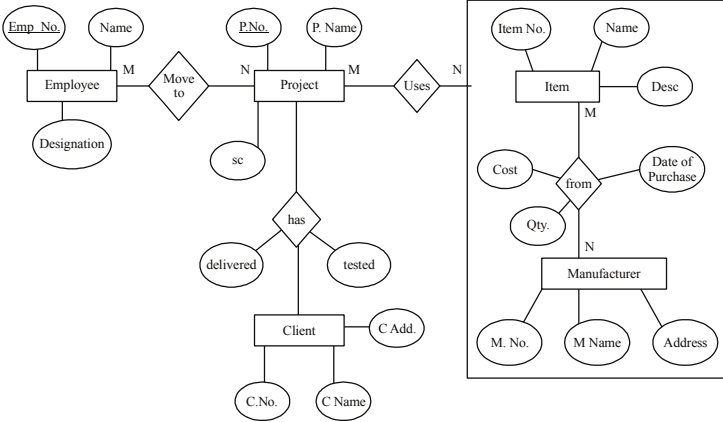 Emp No.
Name
P.No.
P. Name
Item No.
Name
M
Move
to
N
M
N
Employee
Project
Uses
Item
Desc
M
Designation
sc
Cost
from
Date of
Purchase
Qty.
has
N
delivered
tested
Manufacturer
Client
C Add.
M. No.
M Name
Address
C.No.
C Name